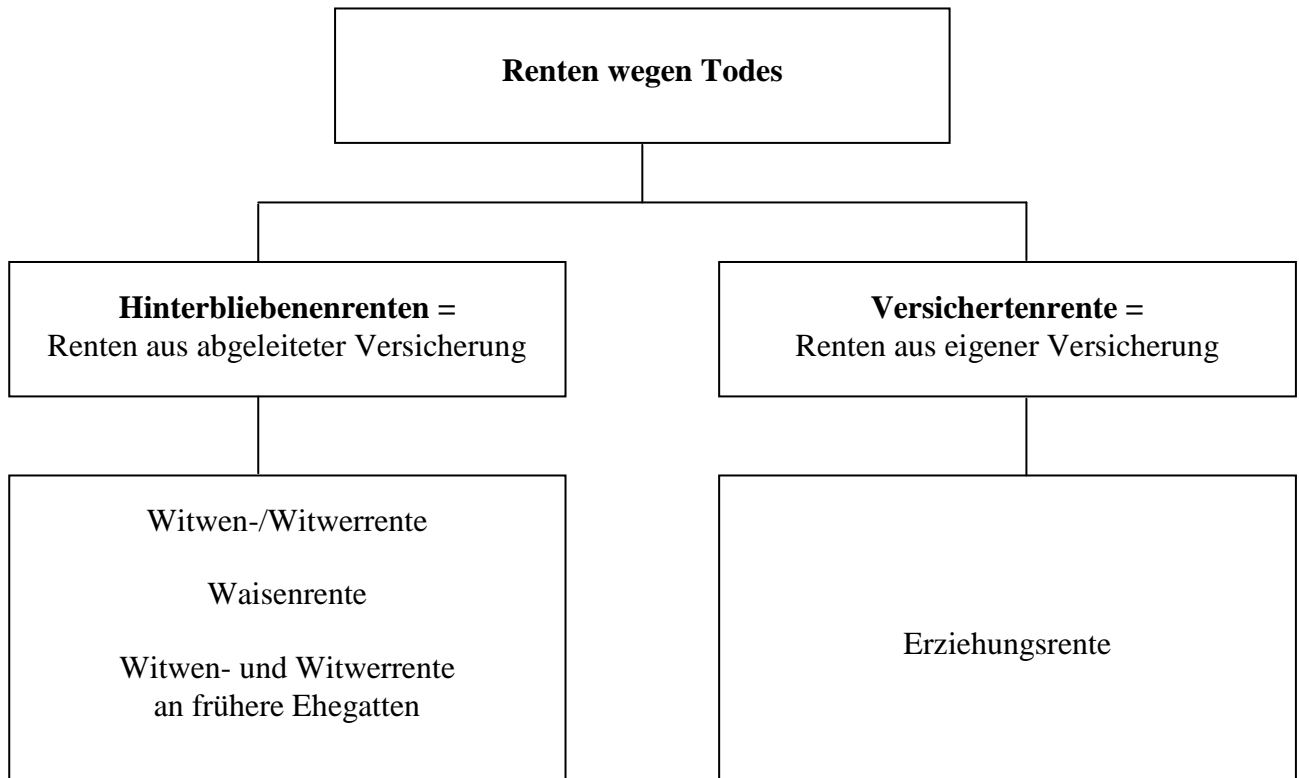 Renten wegen Todes
Hinterbliebenenrenten =
Renten aus abgeleiteter Versicherung
Versichertenrente =
Renten aus eigener Versicherung
Witwen-/Witwerrente
Waisenrente
Witwen- und Witwerrente
an frühere Ehegatten
Erziehungsrente